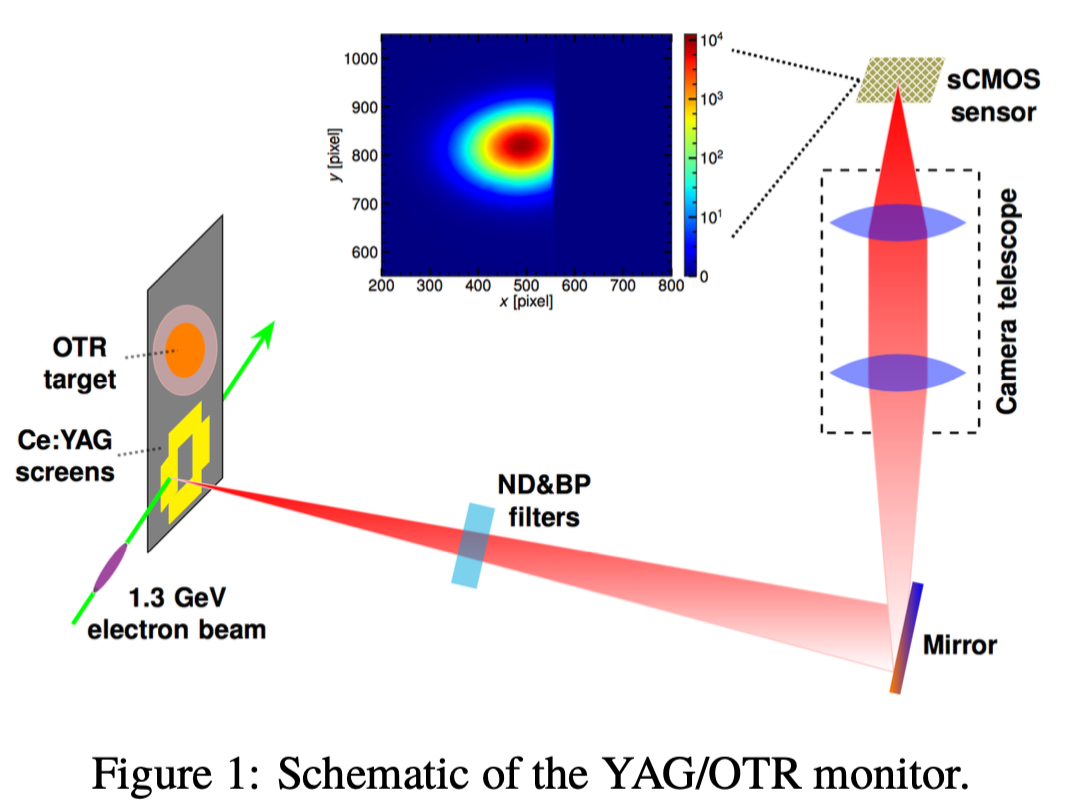 1000
900
800
700
600
y [pixel]
200 300 400 500 600 700 800
x [pixel]
10⁴
10³
10²
10¹
0
sCMOS
sensor
Camera telescope
OTR
target
Ce:YAG
screens
ND&BP
filters
1.3 GeV
electron beam
Mirror
Figure 1: Schematic of the YAG/OTR monitor.